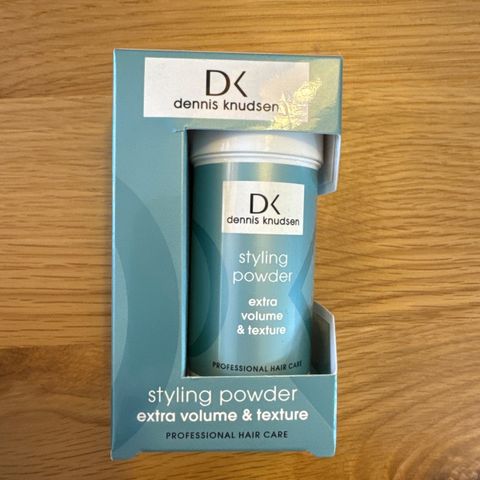 DK
dennis knudsen
DK
dennis knudsen
styling
powder
extra
volume
& texture
PROFESSIONAL HAIR CARE
styling powder
extra volume & texture
PROFESSIONAL HAIR CARE